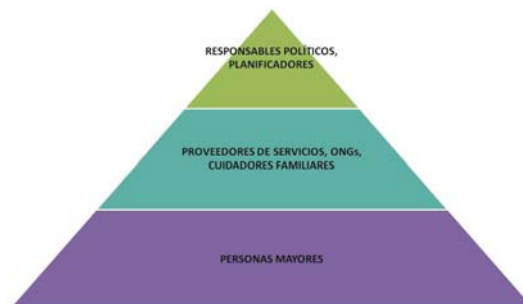 RESPONSABLES POLÍTICOS,
PLANIFICADORES
PROVEEDORES DE SERVICIOS, ONGs,
CUIDADORES FAMILIARES
PERSONAS MAYORES